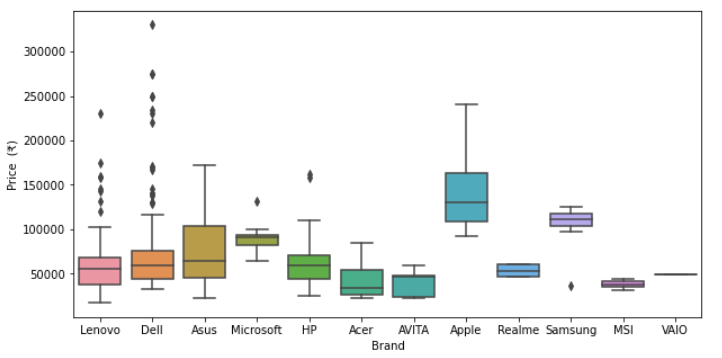 300000
250000
200000
150000
100000
50000
Price (₹)
Lenovo Dell Asus Microsoft HP Acer AVITA Apple Realme Samsung MSI VAIO
Brand